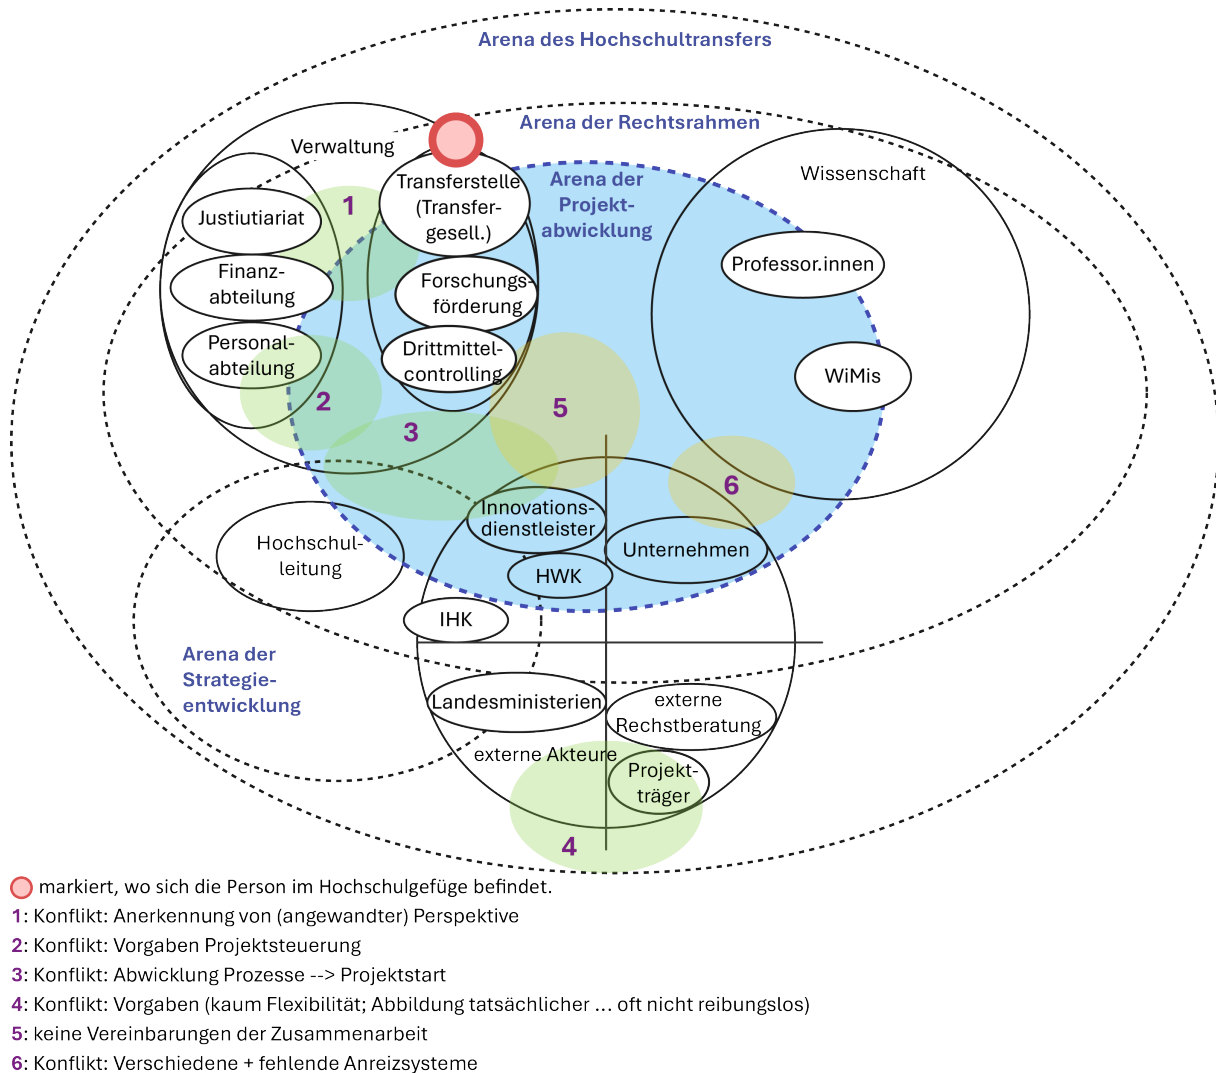 Arena des Hochschultransfers
Arena der Rechtsrahmen
Verwaltung
Wissenschaft
Transferstelle
(Transfer-
gesell.)
Arena der
Projekt-
abwicklung
1
Justiutiariat
Professor.innen
Finanz-
abteilung
Forschungs-
förderung
Personal-
abteilung
Drittmittel-
controlling
WiMis
2
5
3
6
Innovations-
dienstleister
Hochschul-
leitung
Unternehmen
HWK
IHK
Arena der
Strategie-
entwicklung
Landesministerien
externe
Rechstberatung
externe Akteure
Projekt-
träger
4
markiert, wo sich die Person im Hochschulgefüge befindet.
1: Konflikt: Anerkennung von (angewandter) Perspektive
2: Konflikt: Vorgaben Projektsteuerung
3: Konflikt: Abwicklung Prozesse --> Projektstart
4: Konflikt: Vorgaben (kaum Flexibilität; Abbildung tatsächlicher ... oft nicht reibungslos)
5: keine Vereinbarungen der Zusammenarbeit
6: Konflikt: Verschiedene + fehlende Anreizsysteme